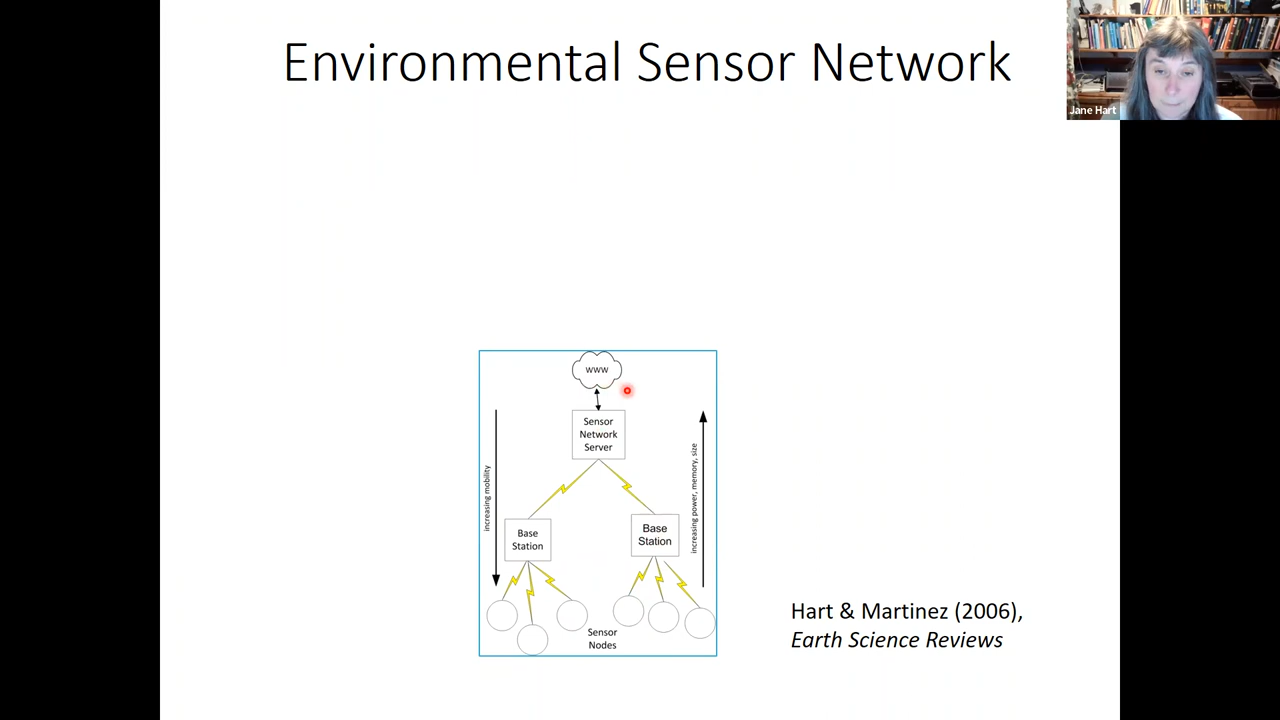 Environmental Sensor Network
Jane Hart
www
Sensor
Network
Server
increasing mobility
increasing power, memory, size
Base
Station
Base
Station
Sensor
Nodes
Hart & Martinez (2006),
Earth Science Reviews